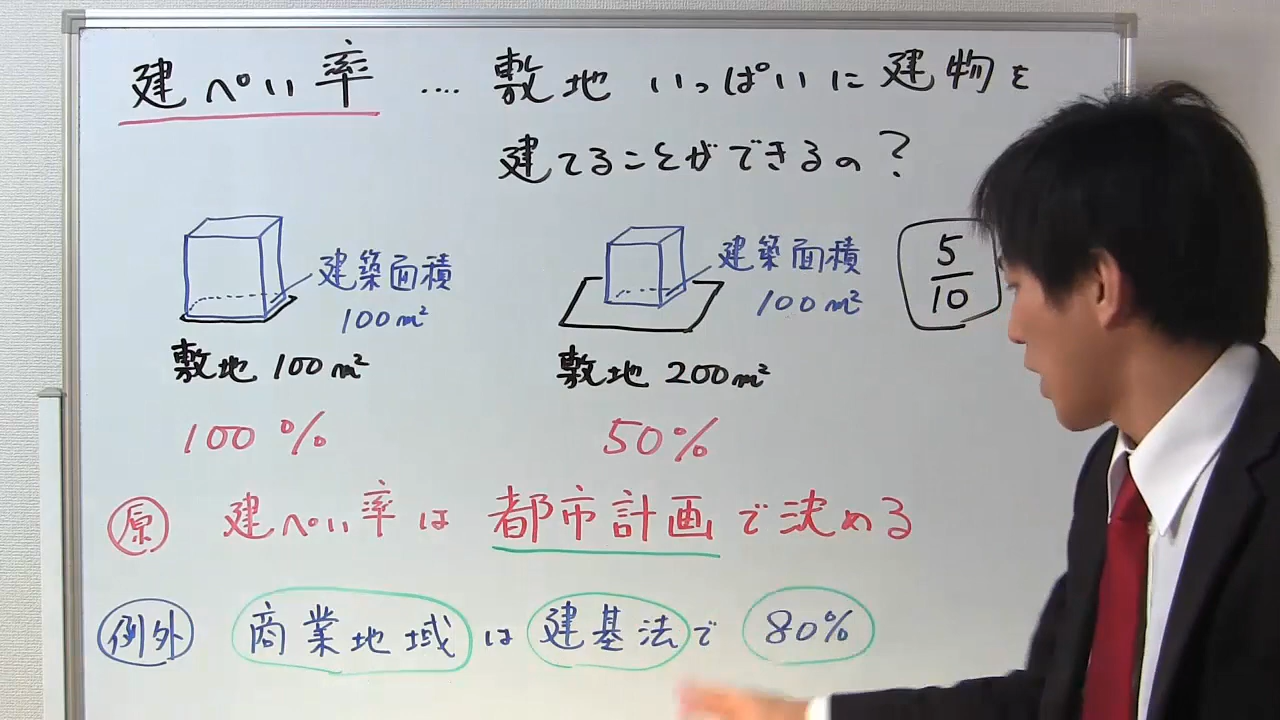 建ぺい率 .... 敷地いっぱいに建物を
建てることができるの？
建築面積
100㎡
敷地 100㎡
100%
建築面積
100㎡
敷地 200㎡
50%
5/10
原 建ぺい率は都市計画で決める
例外 商業地域は建基法で 80%